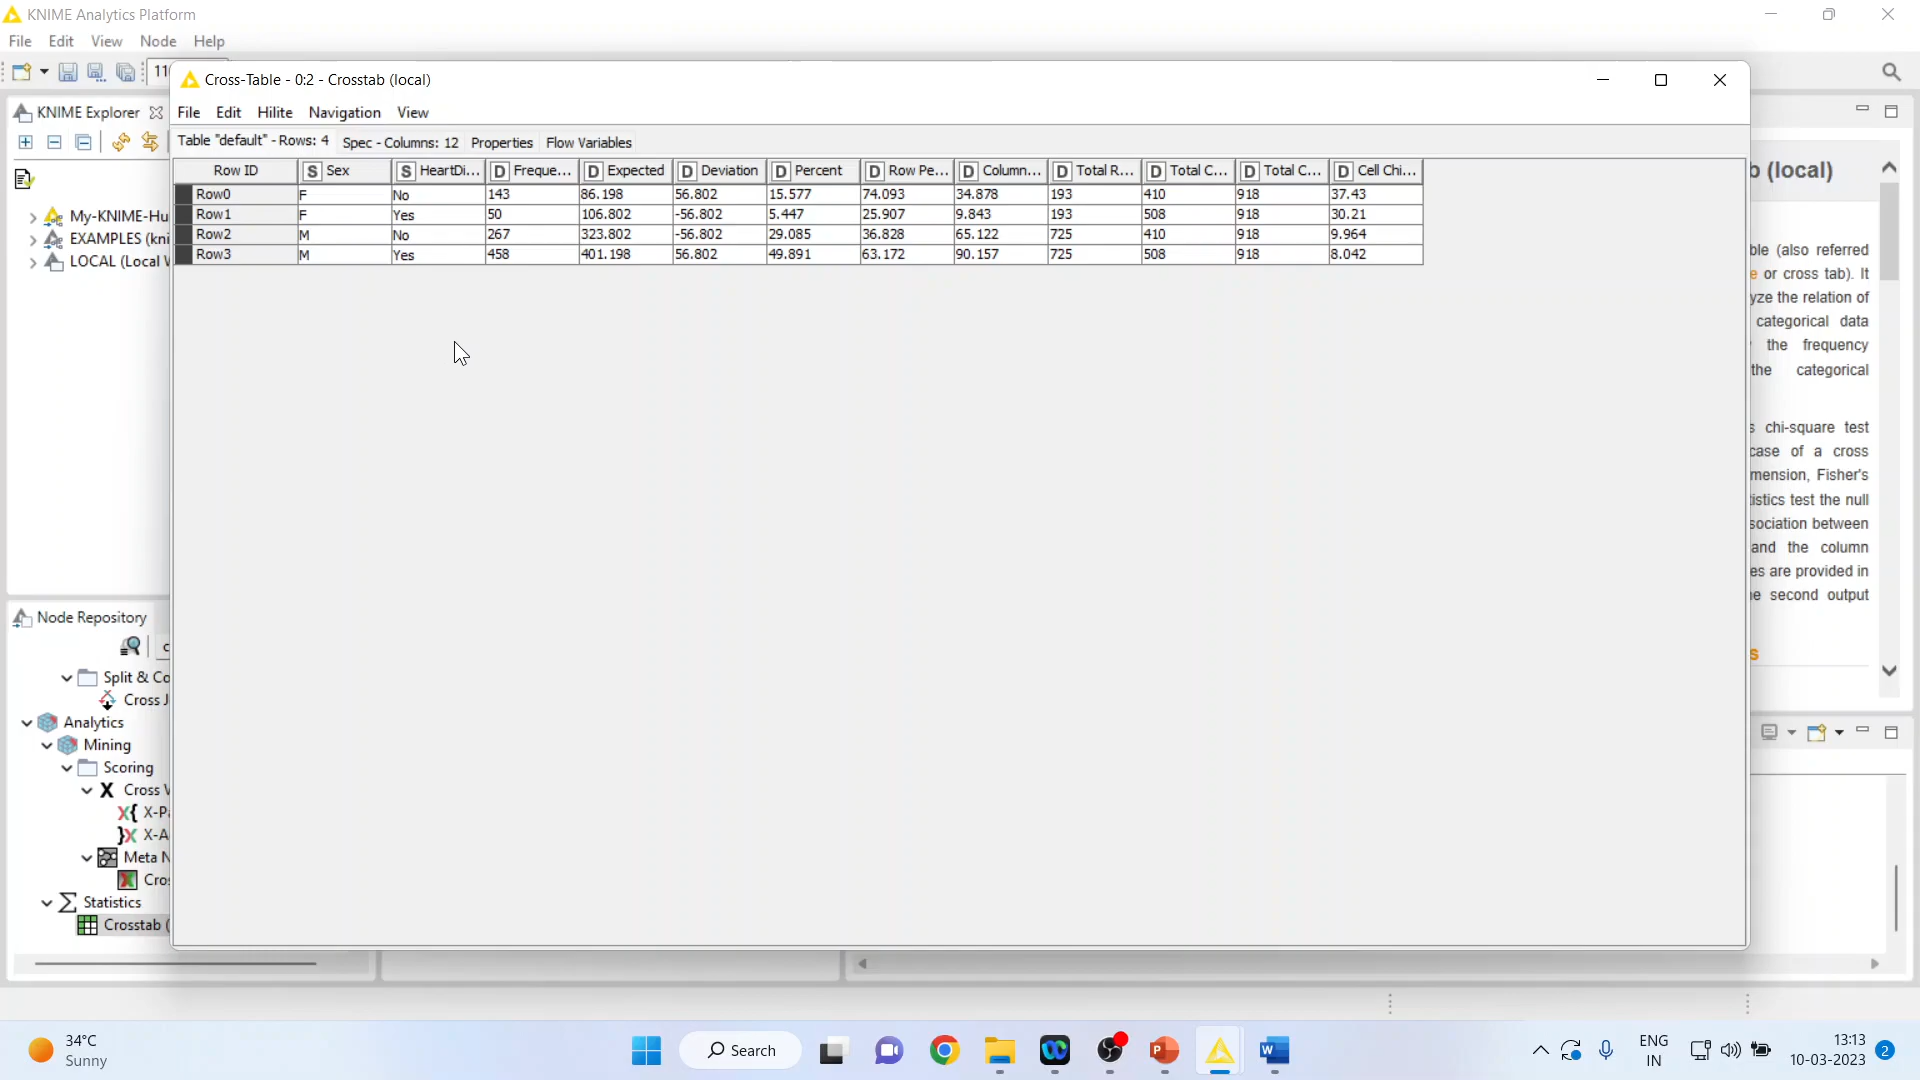 KNIME Analytics Platform
File Edit View Node Help
Cross-Table - 0:2 - Crosstab (local)
File Edit Hilite Navigation View
Table "default" - Rows: 4 Spec - Columns: 12 Properties Flow Variables
Row ID S Sex S HeartDi... D Freque... D Expected D Deviation D Percent D Row Pe... D Column... D Total R... D Total C... D Total C... D Cell Chi...
Row0 F No 143 86.198 56.802 15.577 74.093 34.878 193 410 918 37.43
Row1 F Yes 50 106.802 -56.802 5.447 25.907 9.843 193 508 918 30.21
Row2 M No 267 323.802 -56.802 29.085 36.828 65.122 725 410 918 9.964
Row3 M Yes 458 401.198 56.802 49.891 63.172 90.157 725 508 918 8.042
KNIME Explorer
My-KNIME-Hu
EXAMPLES (kni
LOCAL (Local
Node Repository
Split & Co
Cross J
Analytics
Mining
Scoring
Cross V
X-P
X-A
Meta N
Cros
Statistics
Crosstab (
b (local)
ble (also referred
e or cross tab). It
yze the relation of
categorical data
the frequency
the categorical
s chi-square test
case of a cross
mension, Fisher's
istics test the null
sociation between
and the column
es are provided in
e second output
s
34°C
Sunny
Search
ENG
IN
13:13
10-03-2023
2